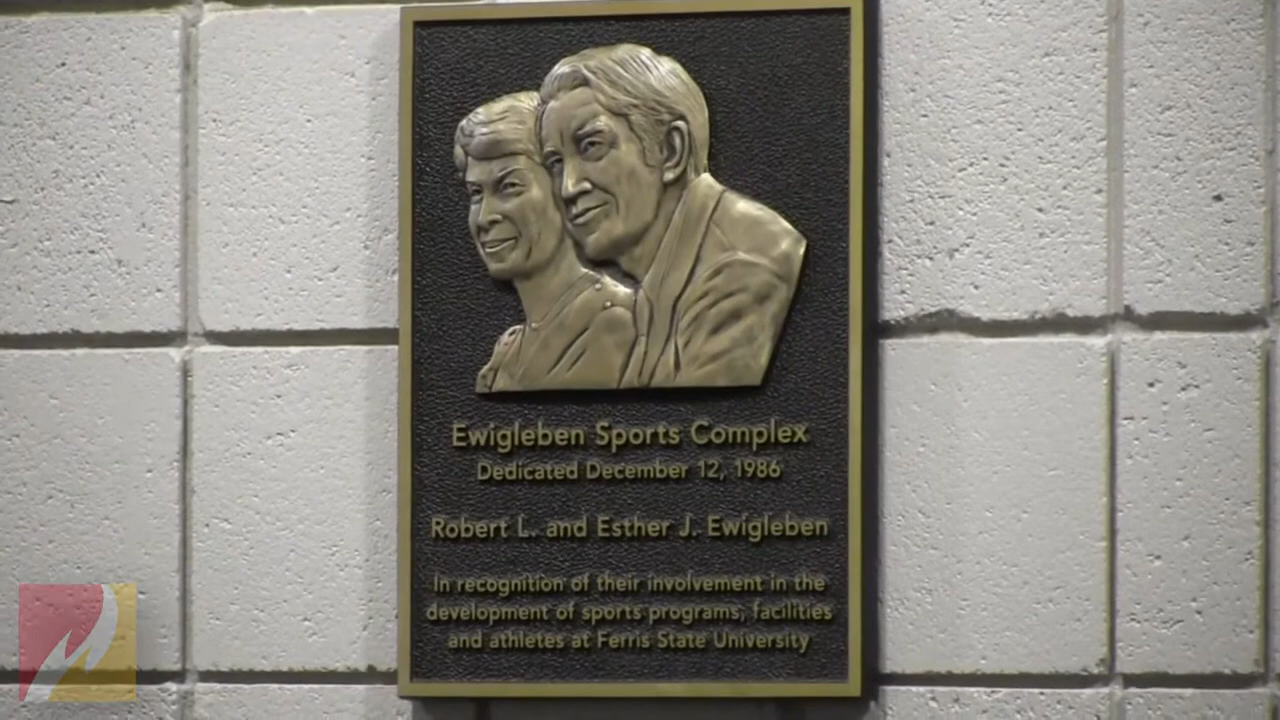 Ewigleben Sports Complex
Dedicated December 12, 1986
Robert L. and Esther J. Ewigleben
In recognition of their involvement in the
development of sports programs, facilities
and athletes at Ferris State University